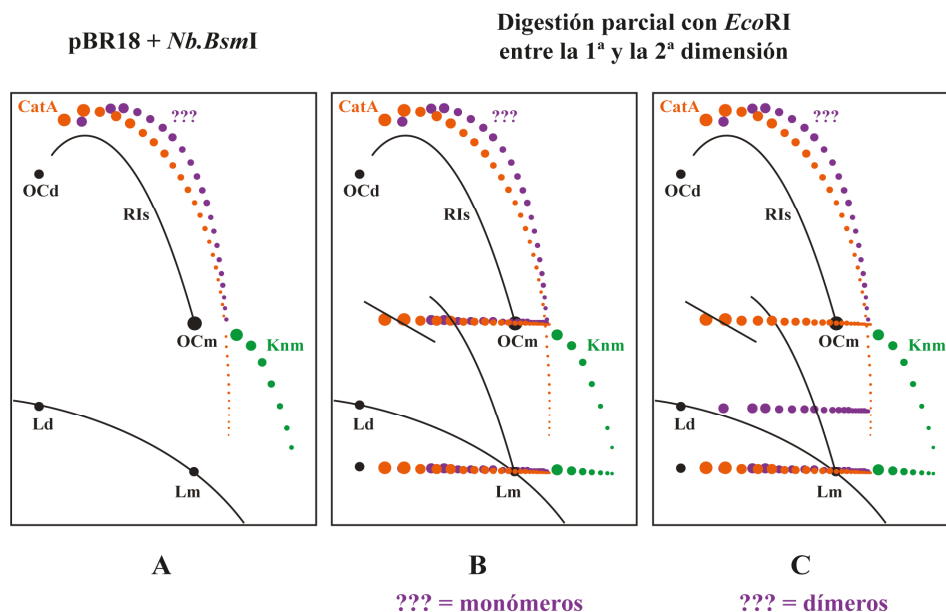 pBR18 + Nb.BsmI
Digestión parcial con EcoRI
entre la 1ª y la 2ª dimensión
CatA
???
OCd
RIs
OCm
Knm
Ld
Lm
CatA
???
OCd
RIs
OCm
Knm
Ld
Lm
CatA
???
OCd
RIs
OCm
Knm
Ld
Lm
A
B
C
??? = monómeros
??? = dímeros